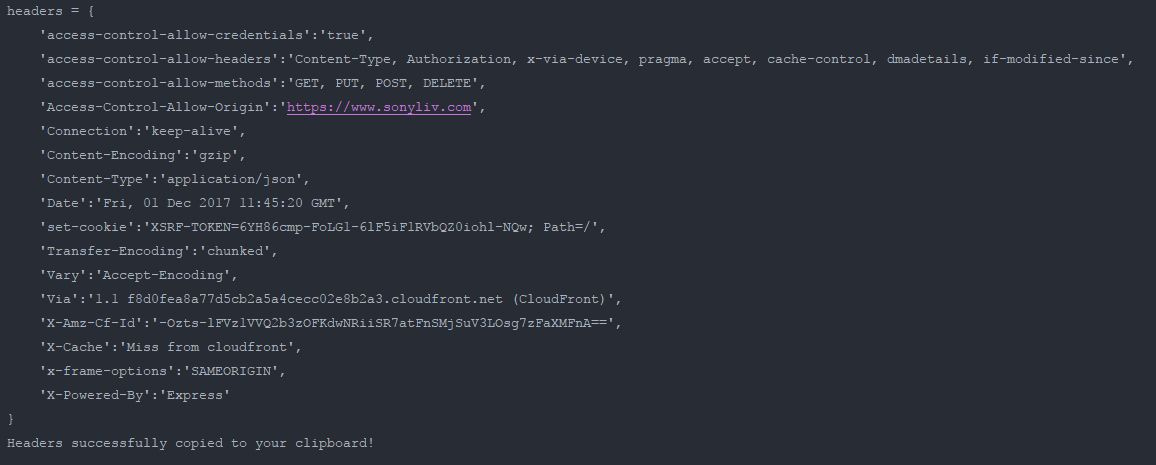 headers = {
    'access-control-allow-credentials':'true',
    'access-control-allow-headers':'Content-Type, Authorization, x-via-device, pragma, accept, cache-control, dmadetails, if-modified-since',
    'access-control-allow-methods':'GET, PUT, POST, DELETE',
    'Access-Control-Allow-Origin':'https://www.sonyliv.com',
    'Connection':'keep-alive',
    'Content-Encoding':'gzip',
    'Content-Type':'application/json',
    'Date':'Fri, 01 Dec 2017 11:45:20 GMT',
    'set-cookie':'XSRF-TOKEN=6YH86cmp-FoLGl-6lF5iFlRVbQZ0iohl-NQw; Path=/',
    'Transfer-Encoding':'chunked',
    'Vary':'Accept-Encoding',
    'Via':'1.1 f8d0fea8a77d5cb2a5a4cecc02e8b2a3.cloudfront.net (CloudFront)',
    'X-Amz-Cf-Id':'-Ozts-lFVzlVVQ2b3zOFKdwNRiiSR7atFnSMjSuV3LOsg7zFaXMFnA==',
    'X-Cache':'Miss from cloudfront',
    'x-frame-options':'SAMEORIGIN',
    'X-Powered-By':'Express'
}
Headers successfully copied to your clipboard!